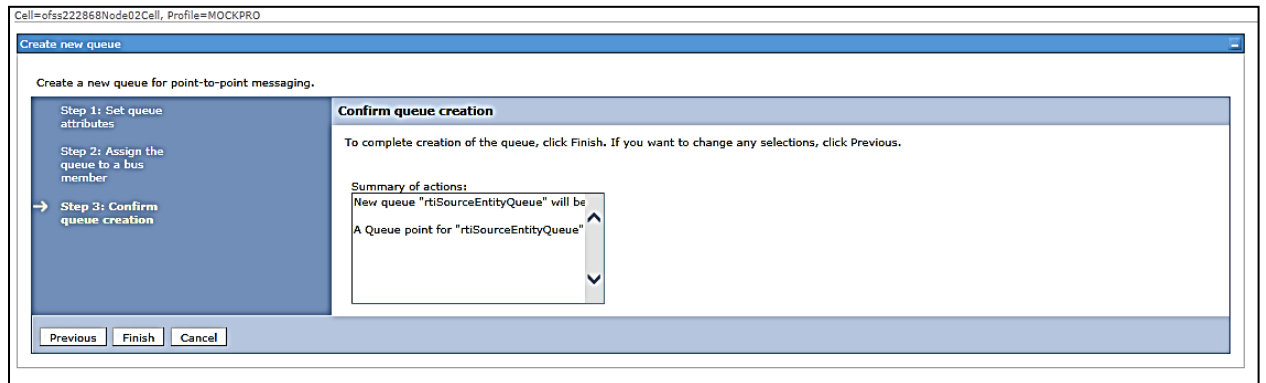 Cell=ofss222868Node02Cell, Profile=MOCKPRO
Create new queue
Create a new queue for point-to-point messaging.
Step 1: Set queue
attributes
Step 2: Assign the
queue to a bus
member
Step 3: Confirm
queue creation
Confirm queue creation
To complete creation of the queue, click Finish. If you want to change any selections, click Previous.
Summary of actions:
New queue "rtiSourceEntityQueue" will be
A Queue point for "rtiSourceEntityQueue"
Previous Finish Cancel